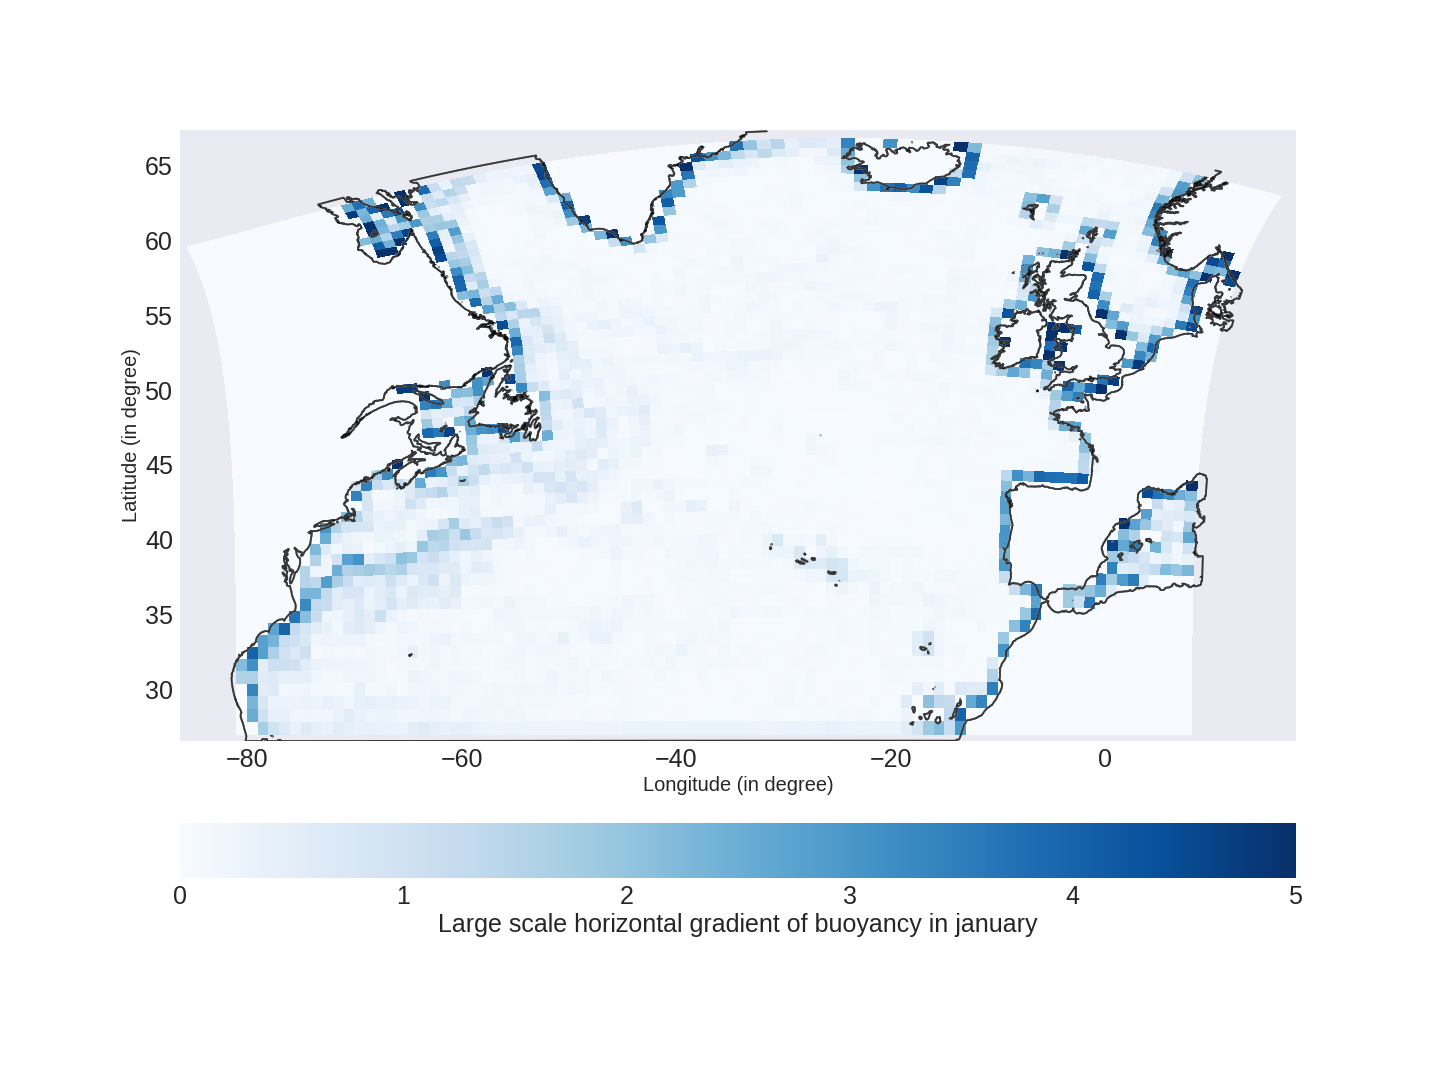 65
60
55
50
45
40
35
30
Latitude (in degree)
−80 −60 −40 −20 0
Longitude (in degree)
0 1 2 3 4 5
Large scale horizontal gradient of buoyancy in january